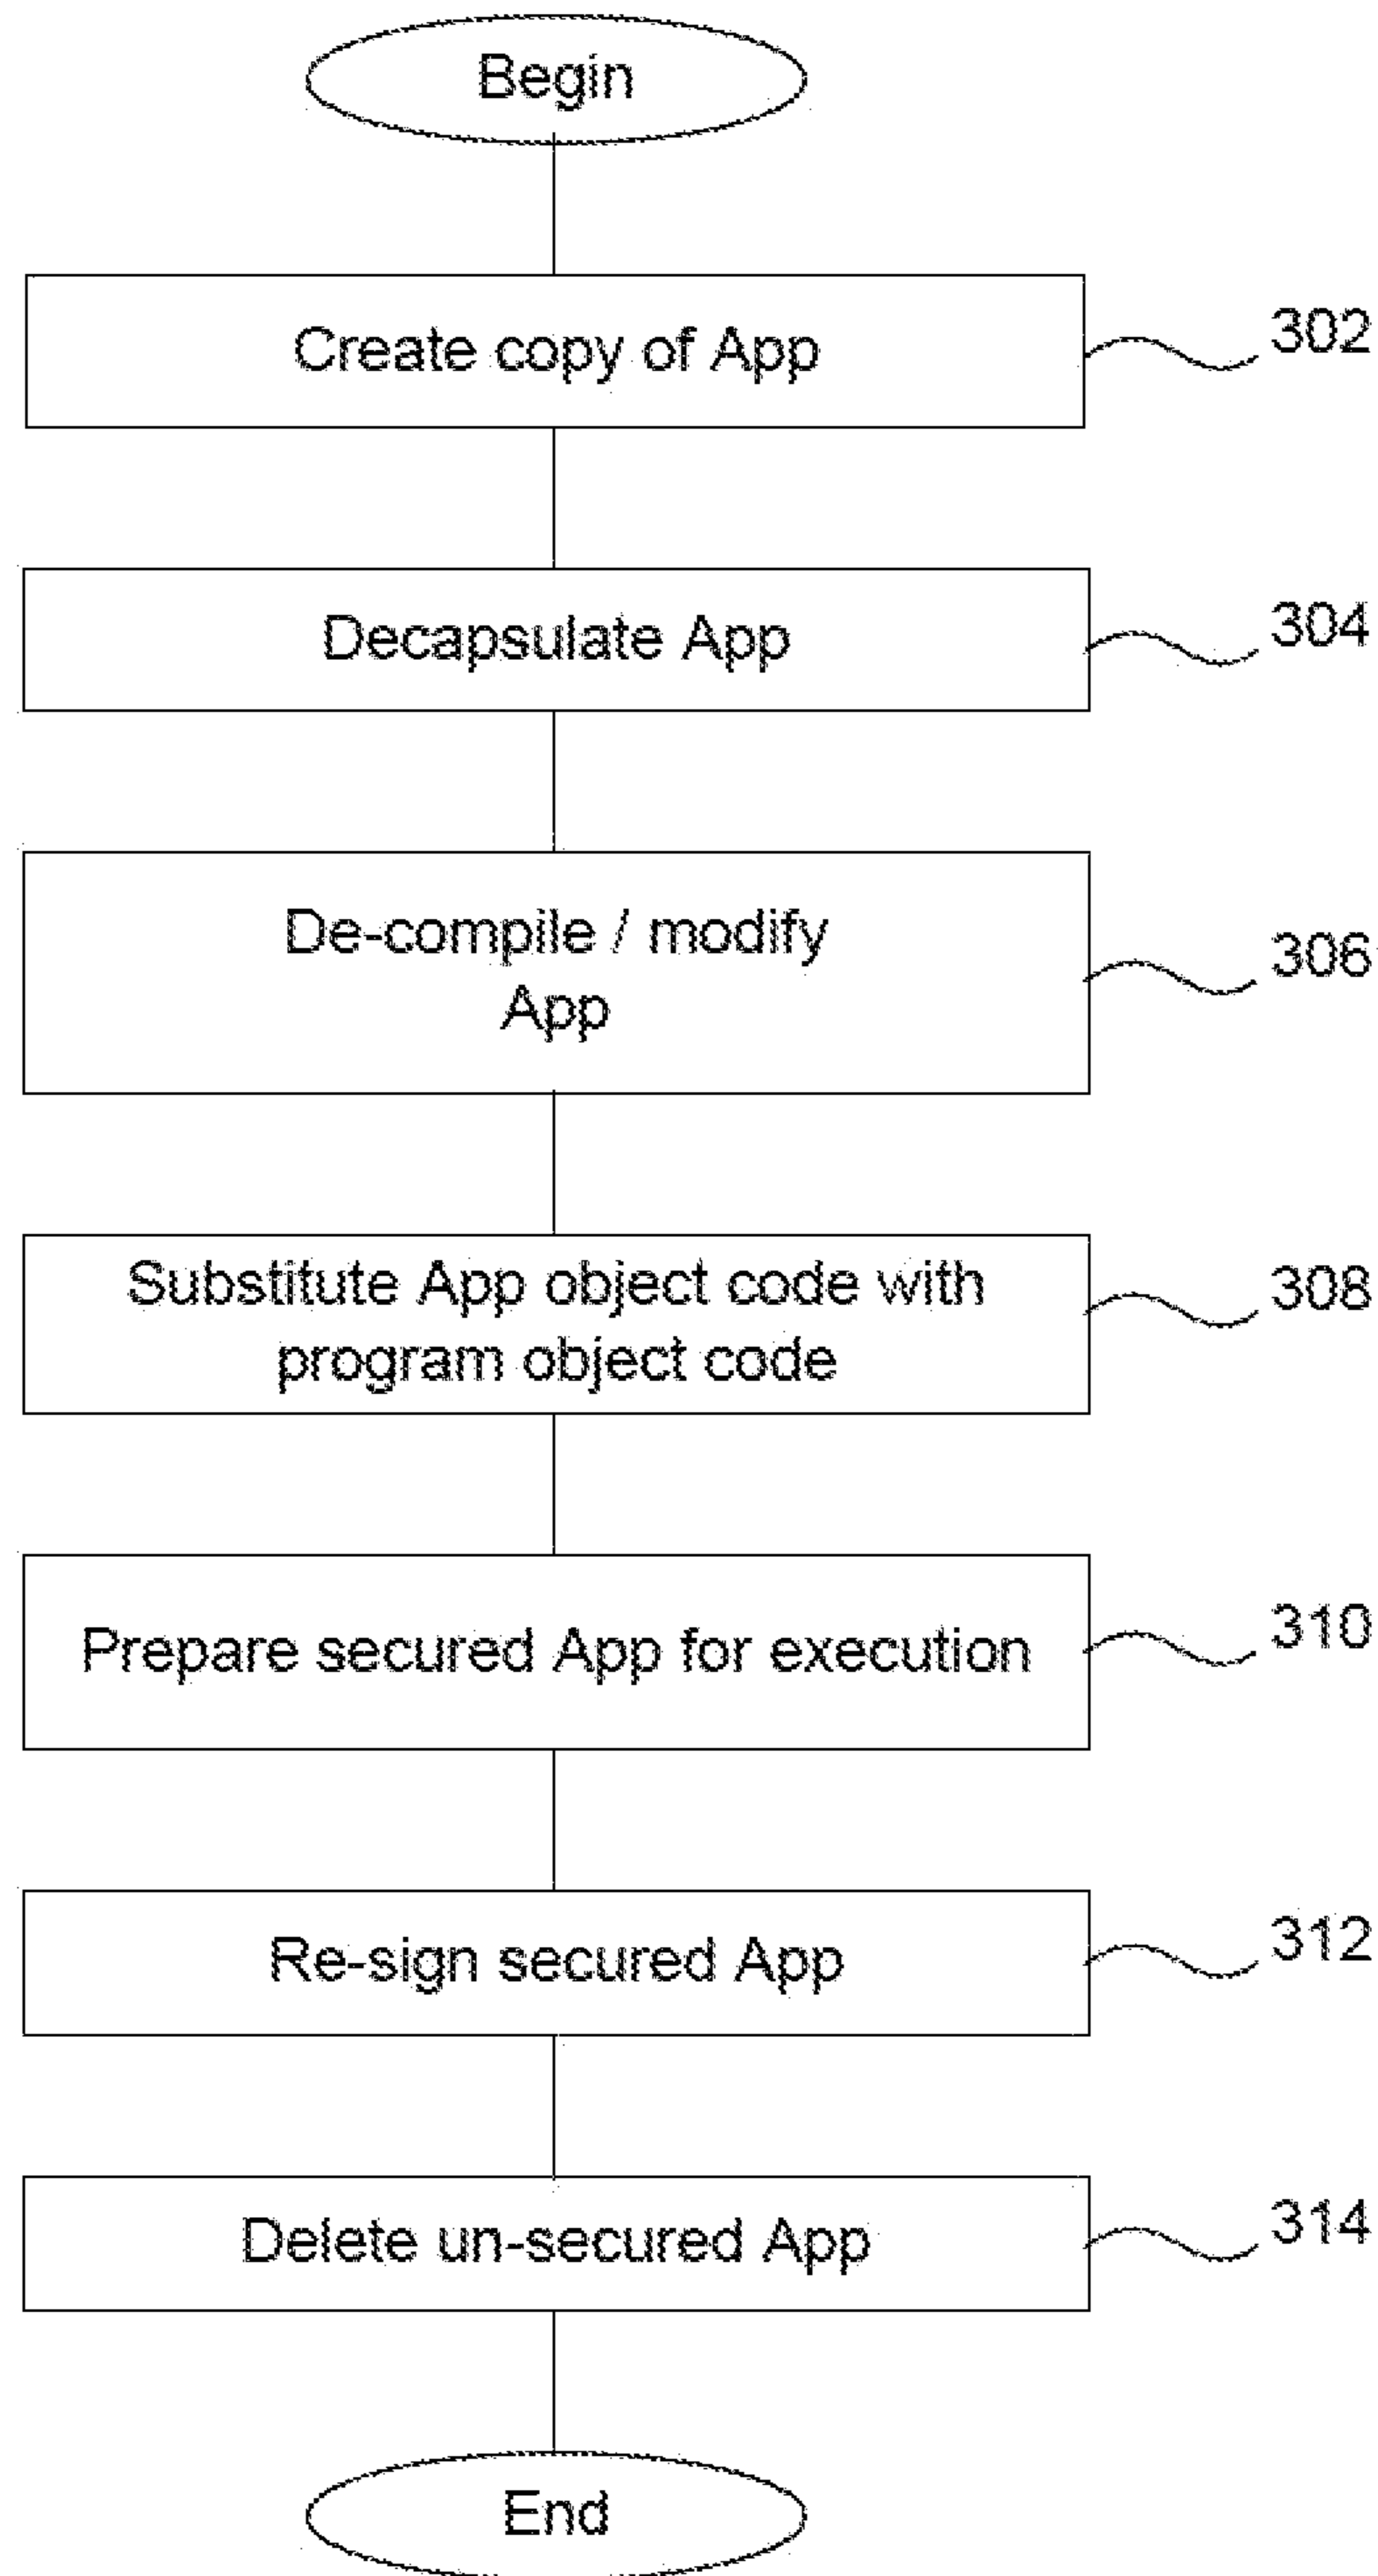 Begin
Create copy of App
302
Decapsulate App
304
De-compile / modify
App
306
Substitute App object code with
program object code
308
Prepare secured App for execution
310
Re-sign secured App
312
Delete un-secured App
314
End